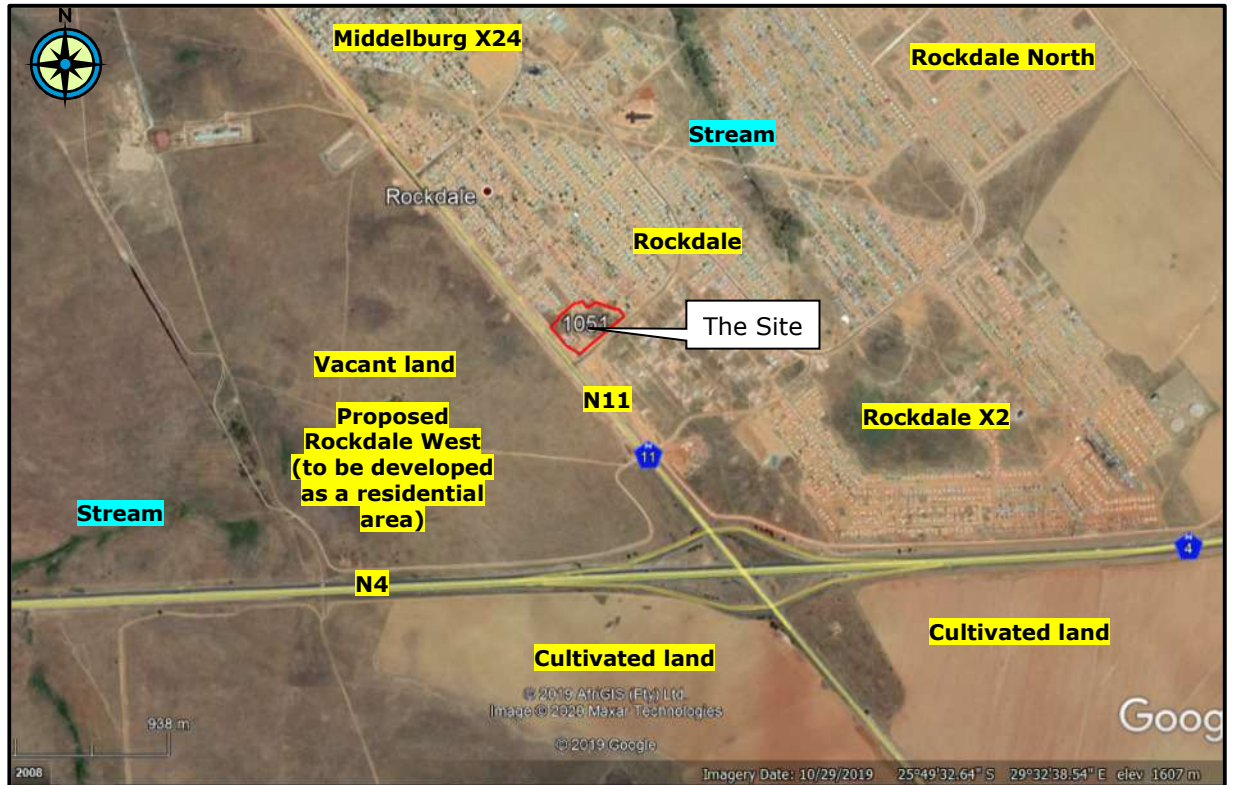 N
Middelburg X24
Rockdale North
Stream
Rockdale
Rockdale
1051
The Site
Vacant land
N11
Proposed
Rockdale West
(to be developed
as a residential
area)
Rockdale X2
11
Stream
4
N4
Cultivated land
Cultivated land
© 2019 AfriGIS (Pty) Ltd.
Image © 2020 Maxar Technologies
938 m
Goog
© 2019 Google
2008
Imagery Date: 10/29/2019 25°49'32.64" S 29°32'38.54" E elev 1607 m